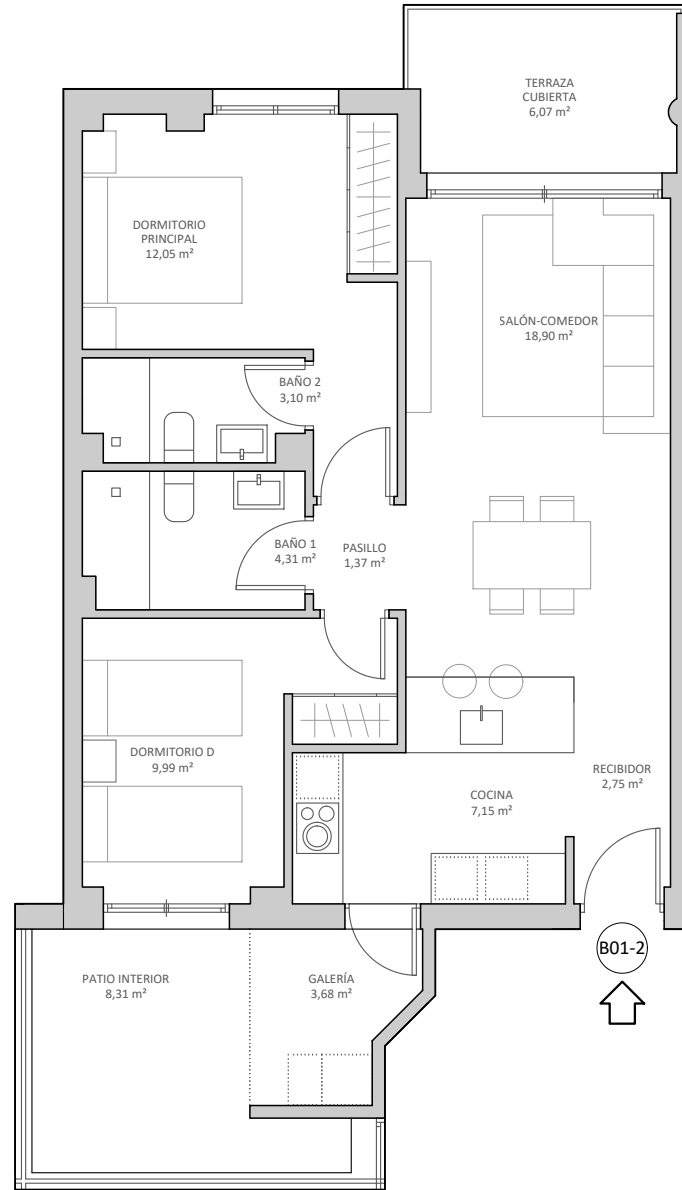 TERRAZA
CUBIERTA
6,07 m²
DORMITORIO
PRINCIPAL
12,05 m²
SALÓN-COMEDOR
18,90 m²
BAÑO 2
3,10 m²
BAÑO 1
4,31 m²
PASILLO
1,37 m²
DORMITORIO D
9,99 m²
RECIBIDOR
2,75 m²
COCINA
7,15 m²
B01-2
PATIO INTERIOR
8,31 m²
GALERÍA
3,68 m²